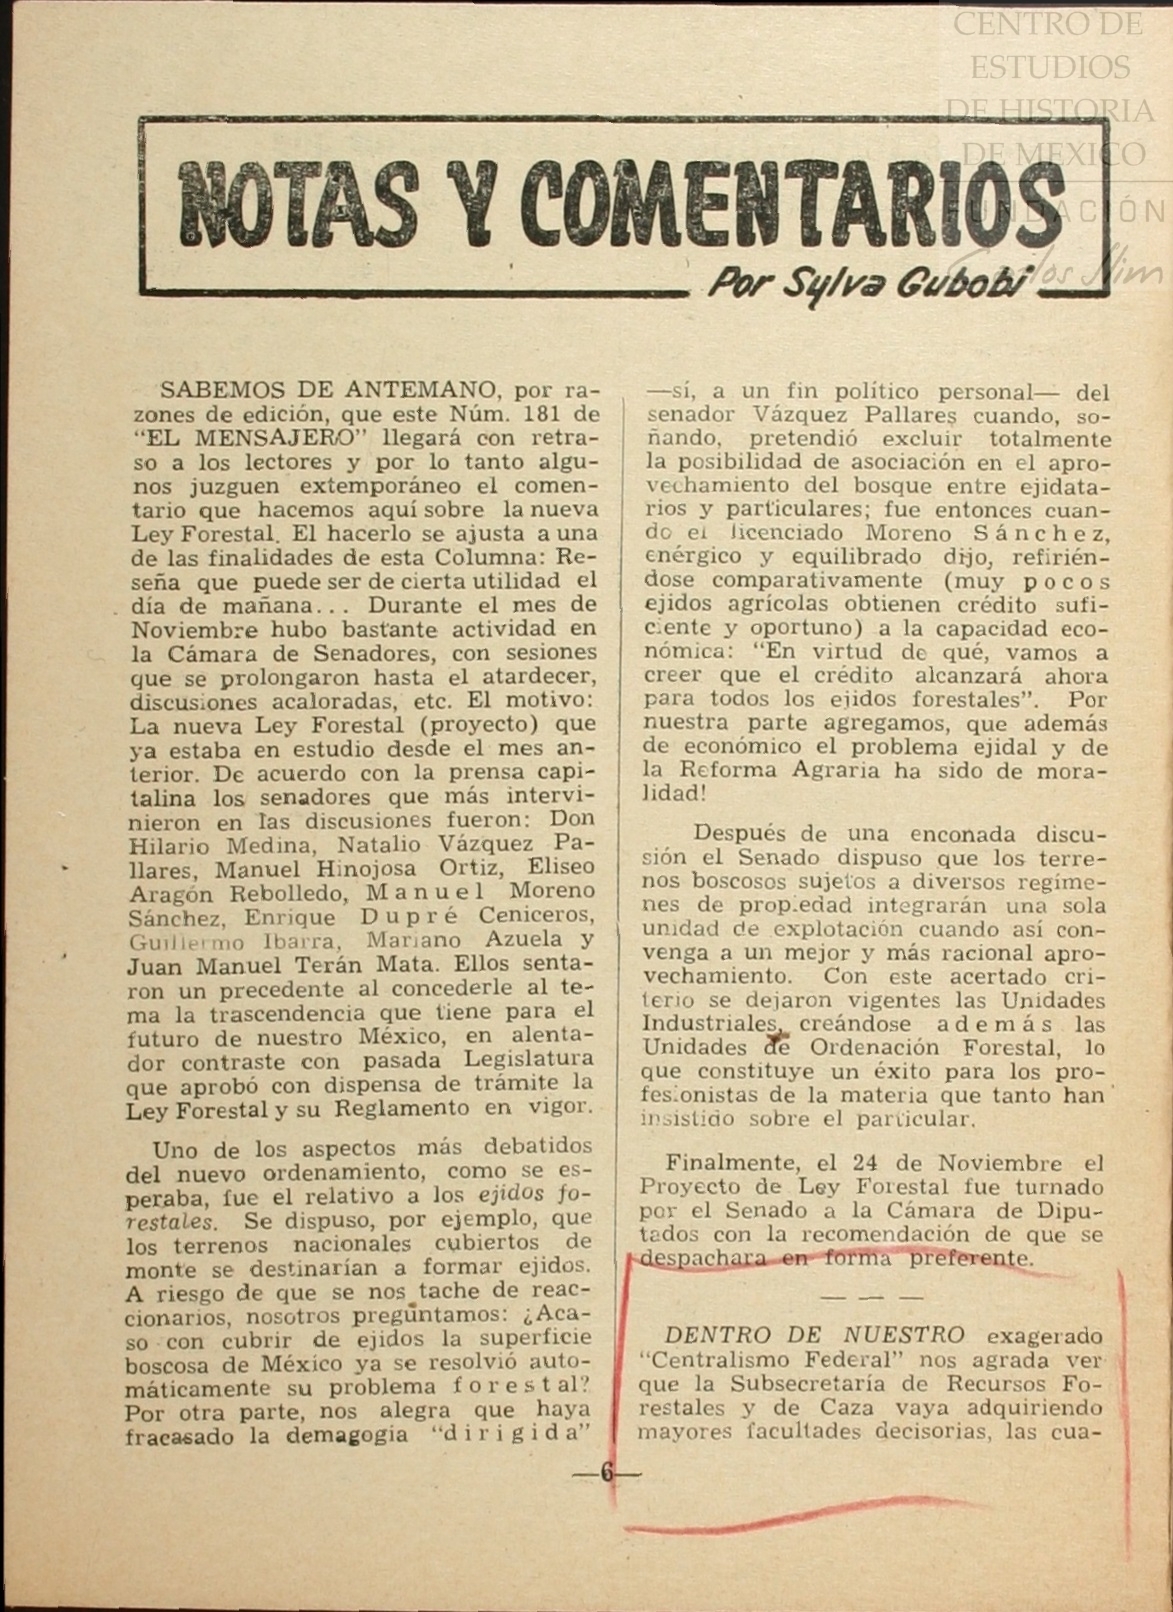 CENTRO DE
ESTUDIOS
DE HISTORIA
DE MEXICO
FUNDACIÓN
Carlos Slim
NOTAS Y COMENTARIOS
Por Sylva Gubobi
SABEMOS DE ANTEMANO, por ra-
zones de edición, que este Núm. 181 de
“EL MENSAJERO” llegará con retra-
so a los lectores y por lo tanto algu-
nos juzguen extemporáneo el comen-
tario que hacemos aquí sobre la nueva
Ley Forestal. El hacerlo se ajusta a una
de las finalidades de esta Columna: Re-
seña que puede ser de cierta utilidad el
día de mañana... Durante el mes de
Noviembre hubo bastante actividad en
la Cámara de Senadores, con sesiones
que se prolongaron hasta el atardecer,
discusiones acaloradas, etc. El motivo:
La nueva Ley Forestal (proyecto) que
ya estaba en estudio desde el mes an-
terior. De acuerdo con la prensa capi-
talina los senadores que más intervi-
nieron en las discusiones fueron: Don
Hilario Medina, Natalio Vázquez Pa-
llares, Manuel Hinojosa Ortiz, Eliseo
Aragón Rebolledo, Manuel Moreno
Sánchez, Enrique Dupré Ceniceros,
Guillermo Ibarra, Mariano Azuela y
Juan Manuel Terán Mata. Ellos senta-
ron un precedente al concederle al te-
ma la trascendencia que tiene para el
futuro de nuestro México, en alenta-
dor contraste con pasada Legislatura
que aprobó con dispensa de trámite la
Ley Forestal y su Reglamento en vigor.
Uno de los aspectos más debatidos
del nuevo ordenamiento, como se es-
peraba, fue el relativo a los ejidos fo-
restales. Se dispuso, por ejemplo, que
los terrenos nacionales cubiertos de
monte se destinarían a formar ejidos.
A riesgo de que se nos tache de reac-
cionarios, nosotros preguntamos: ¿Aca-
so con cubrir de ejidos la superficie
boscosa de México ya se resolvió auto-
máticamente su problema forestal?
Por otra parte, nos alegra que haya
fracasado la demagogia “dirigida”
—sí, a un fin político personal— del
senador Vázquez Pallares cuando, so-
ñando, pretendió excluir totalmente
la posibilidad de asociación en el apro-
vechamiento del bosque entre ejidata-
rios y particulares; fue entonces cuan-
do el licenciado Moreno Sánchez,
enérgico y equilibrado dijo, refirién-
dose comparativamente (muy pocos
ejidos agrícolas obtienen crédito sufi-
ciente y oportuno) a la capacidad eco-
nómica: “En virtud de qué, vamos a
creer que el crédito alcanzará ahora
para todos los ejidos forestales”. Por
nuestra parte agregamos, que además
de económico el problema ejidal y de
la Reforma Agraria ha sido de mora-
lidad!
Después de una enconada discu-
sión el Senado dispuso que los terre-
nos boscosos sujetos a diversos regíme-
nes de propiedad integrarán una sola
unidad de explotación cuando así con-
venga a un mejor y más racional apro-
vechamiento. Con este acertado cri-
terio se dejaron vigentes las Unidades
Industriales, creándose además las
Unidades de Ordenación Forestal, lo
que constituye un éxito para los pro-
fesionistas de la materia que tanto han
insistido sobre el particular.
Finalmente, el 24 de Noviembre el
Proyecto de Ley Forestal fue turnado
por el Senado a la Cámara de Dipu-
tados con la recomendación de que se
despachara en forma preferente.
— — —
DENTRO DE NUESTRO exagerado
“Centralismo Federal” nos agrada ver
que la Subsecretaría de Recursos Fo-
restales y de Caza vaya adquiriendo
mayores facultades decisorias, las cua-
—6—